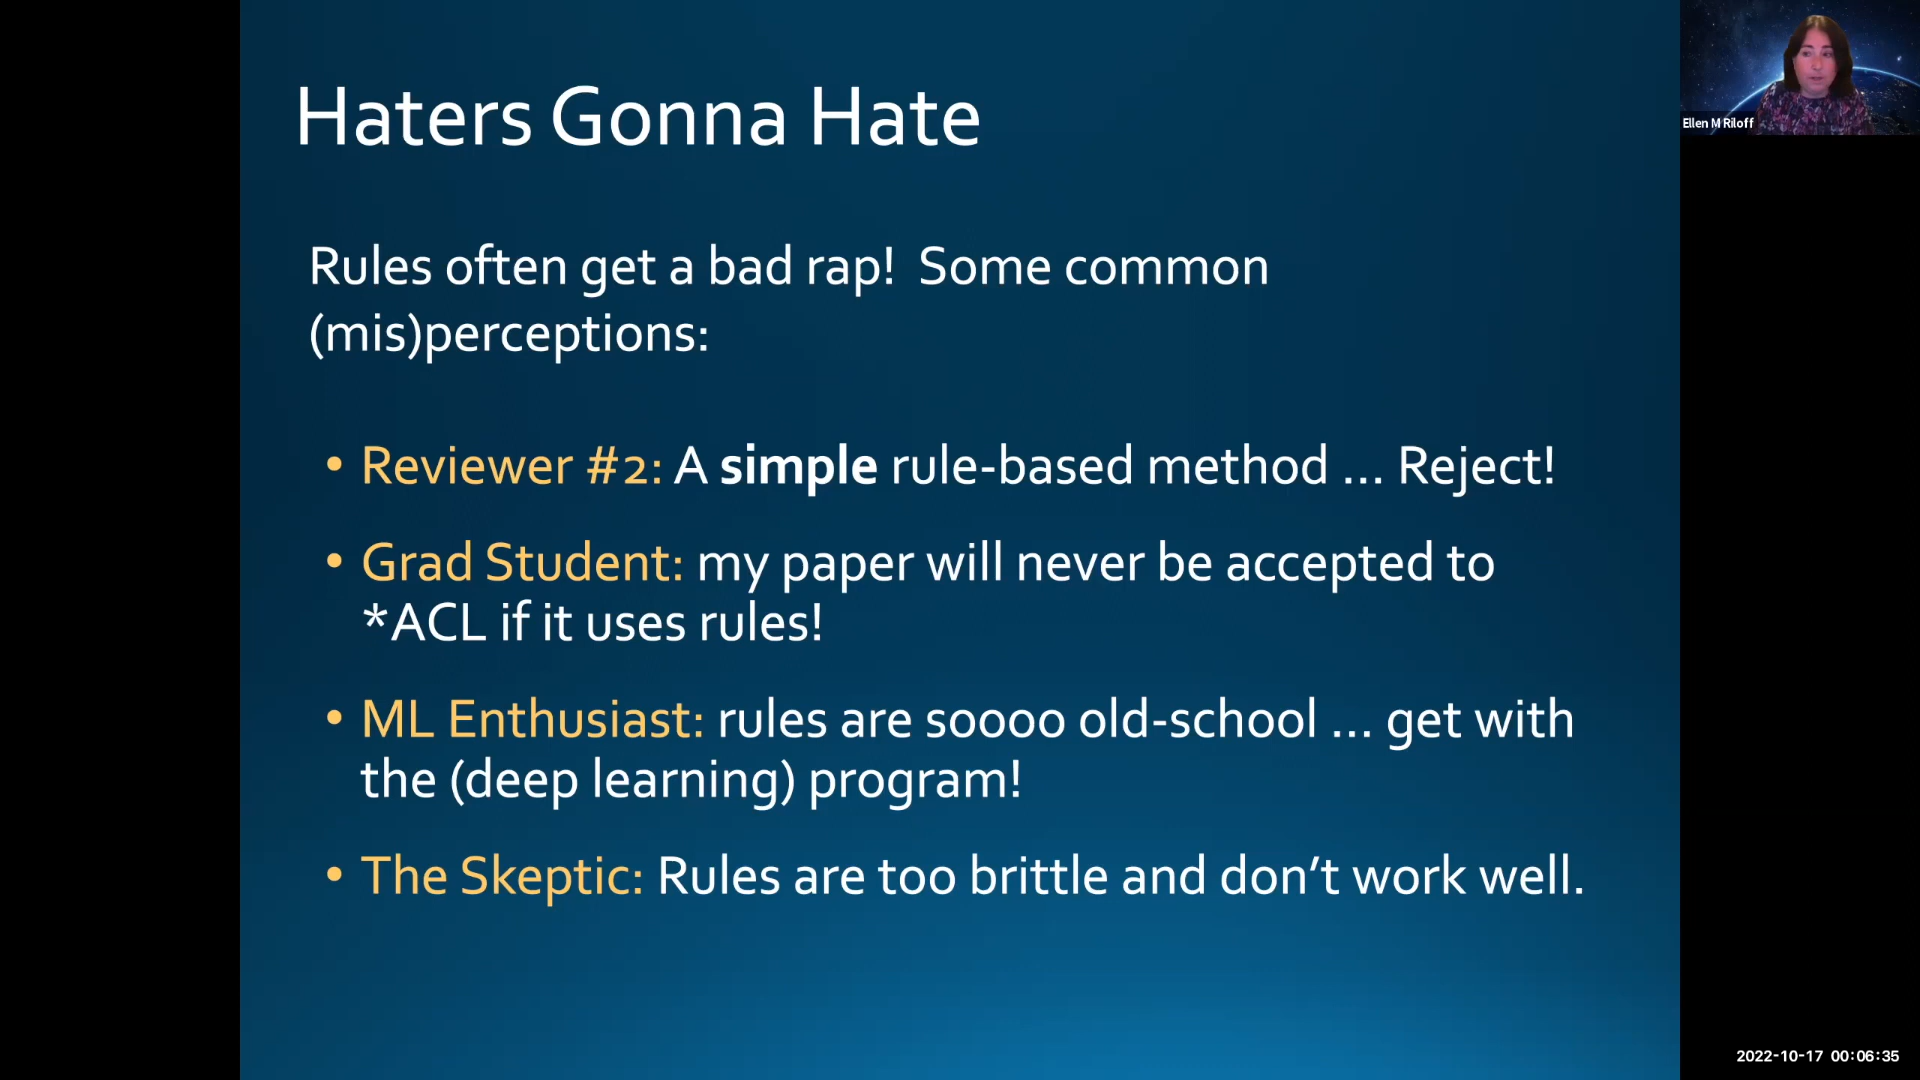 Haters Gonna Hate
Rules often get a bad rap!  Some common
(mis)perceptions:
• Reviewer #2: A simple rule-based method … Reject!
• Grad Student: my paper will never be accepted to
*ACL if it uses rules!
• ML Enthusiast: rules are soooo old-school … get with
the (deep learning) program!
• The Skeptic: Rules are too brittle and don’t work well.
Ellen M Riloff
2022-10-17 00:06:35